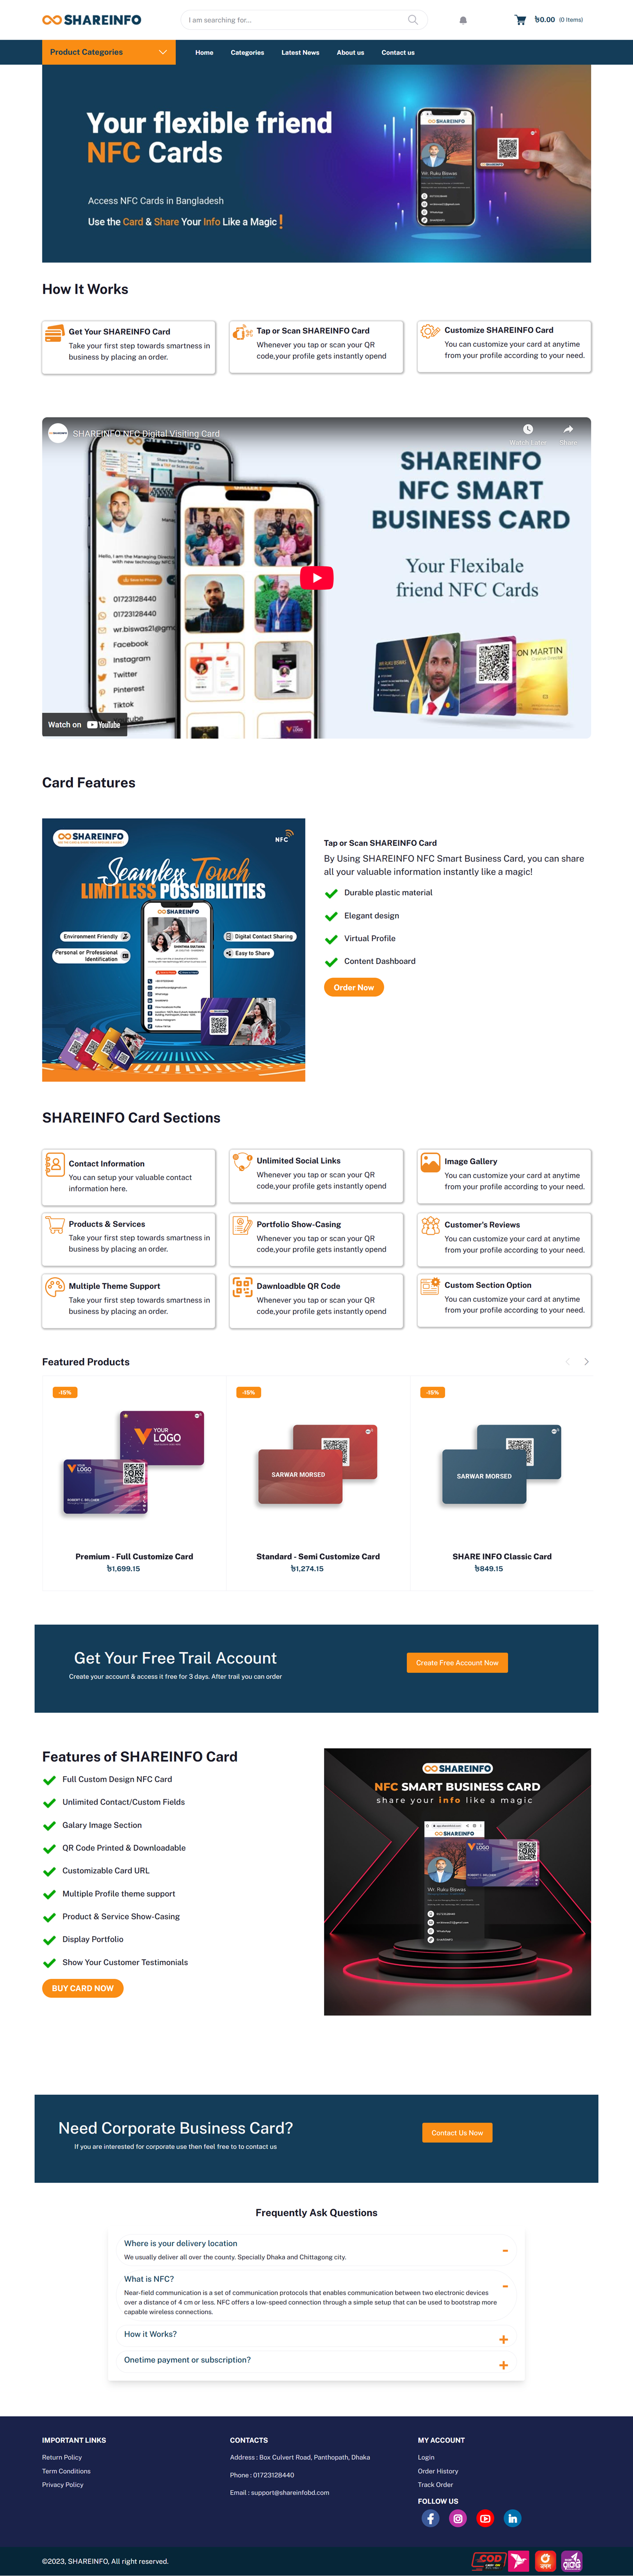 SHAREINFO
I am searching for...
৳0.00 (0 Items)
Product Categories
Home Categories Latest News About us Contact us
Your flexible friend
NFC Cards
Access NFC Cards in Bangladesh
Use the Card & Share Your Info Like a Magic!
How It Works
Get Your SHAREINFO Card
Take your first step towards smartness in
business by placing an order.
Tap or Scan SHAREINFO Card
Whenever you tap or scan your QR
code,your profile gets instantly opend
Customize SHAREINFO Card
You can customize your card at anytime
from your profile according to your need.
SHAREINFO NFC Digital Visiting Card
Watch Later Share
01723128440
wr.biswas21@gmail
Facebook
Instagram
Twitter
Pinterest
Tiktok
SHAREINFO
NFC SMART
BUSINESS CARD
Your Flexibale
friend NFC Cards
ON MARTIN
Watch on YouTube
Card Features
SHAREINFO
NFC
Seamless Touch
LIMITLESS POSSIBILITIES
SHAREINFO
Environment Friendly
Personal or Professional
Identification
Digital Contact Sharing
Easy to Share
Tap or Scan SHAREINFO Card
By Using SHAREINFO NFC Smart Business Card, you can share
all your valuable information instantly like a magic!
Durable plastic material
Elegant design
Virtual Profile
Content Dashboard
Order Now
SHAREINFO Card Sections
Contact Information
You can setup your valuable contact
information here.
Unlimited Social Links
Whenever you tap or scan your QR
code,your profile gets instantly opend
Image Gallery
You can customize your card at anytime
from your profile according to your need.
Products & Services
Take your first step towards smartness in
business by placing an order.
Portfolio Show-Casing
Whenever you tap or scan your QR
code,your profile gets instantly opend
Customer's Reviews
You can customize your card at anytime
from your profile according to your need.
Multiple Theme Support
Take your first step towards smartness in
business by placing an order.
Dawnloadble QR Code
Whenever you tap or scan your QR
code,your profile gets instantly opend
Custom Section Option
You can customize your card at anytime
from your profile according to your need.
Featured Products
-15%
YOUR
LOGO
YOUR
LOGO
Premium - Full Customize Card
৳1,699.15
-15%
SARWAR MORSED
Standard - Semi Customize Card
৳1,274.15
-15%
SARWAR MORSED
SHARE INFO Classic Card
৳849.15
Get Your Free Trail Account
Create your account & access it free for 3 days. After trail you can order
Create Free Account Now
Features of SHAREINFO Card
Full Custom Design NFC Card
Unlimited Contact/Custom Fields
Galary Image Section
QR Code Printed & Downloadable
Customizable Card URL
Multiple Profile theme support
Product & Service Show-Casing
Display Portfolio
Show Your Customer Testimonials
BUY CARD NOW
SHAREINFO
NFC SMART BUSINESS CARD
share your info like a magic
SHAREINFO
Need Corporate Business Card?
If you are interested for corporate use then feel free to to contact us
Contact Us Now
Frequently Ask Questions
Where is your delivery location
We usually deliver all over the county. Specially Dhaka and Chittagong city.
What is NFC?
Near-field communication is a set of communication protocols that enables communication between two electronic devices
over a distance of 4 cm or less. NFC offers a low-speed connection through a simple setup that can be used to bootstrap more
capable wireless connections.
How it Works?
Onetime payment or subscription?
IMPORTANT LINKS
Return Policy
Term Conditions
Privacy Policy
CONTACTS
Address : Box Culvert Road, Panthopath, Dhaka
Phone : 01723128440
Email : support@shareinfobd.com
MY ACCOUNT
Login
Order History
Track Order
FOLLOW US
©2023, SHAREINFO, All right reserved.
COD